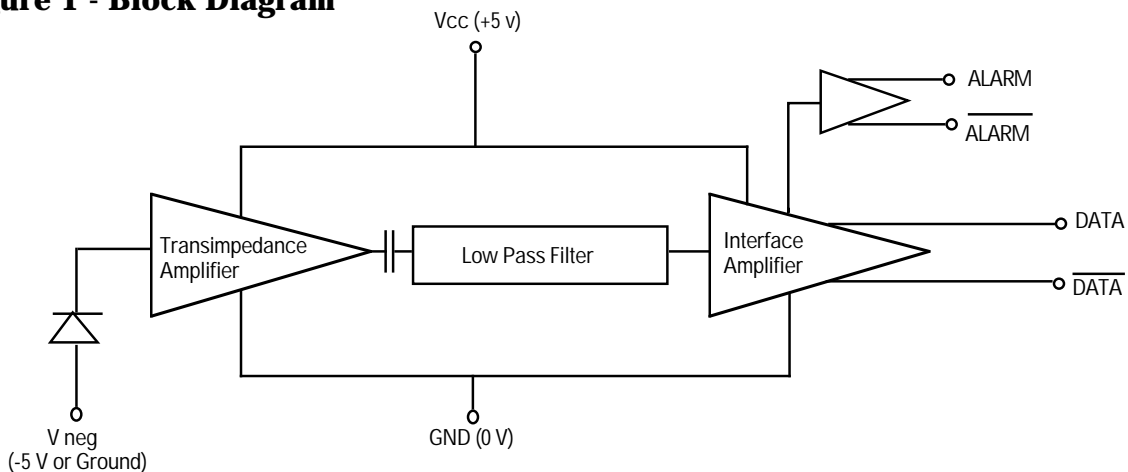 ure 1 - Block Diagram
Vcc (+5 v)
ALARM
ALARM
Transimpedance
Amplifier
Low Pass Filter
Interface
Amplifier
DATA
DATA
V neg
(-5 V or Ground)
GND (0 V)